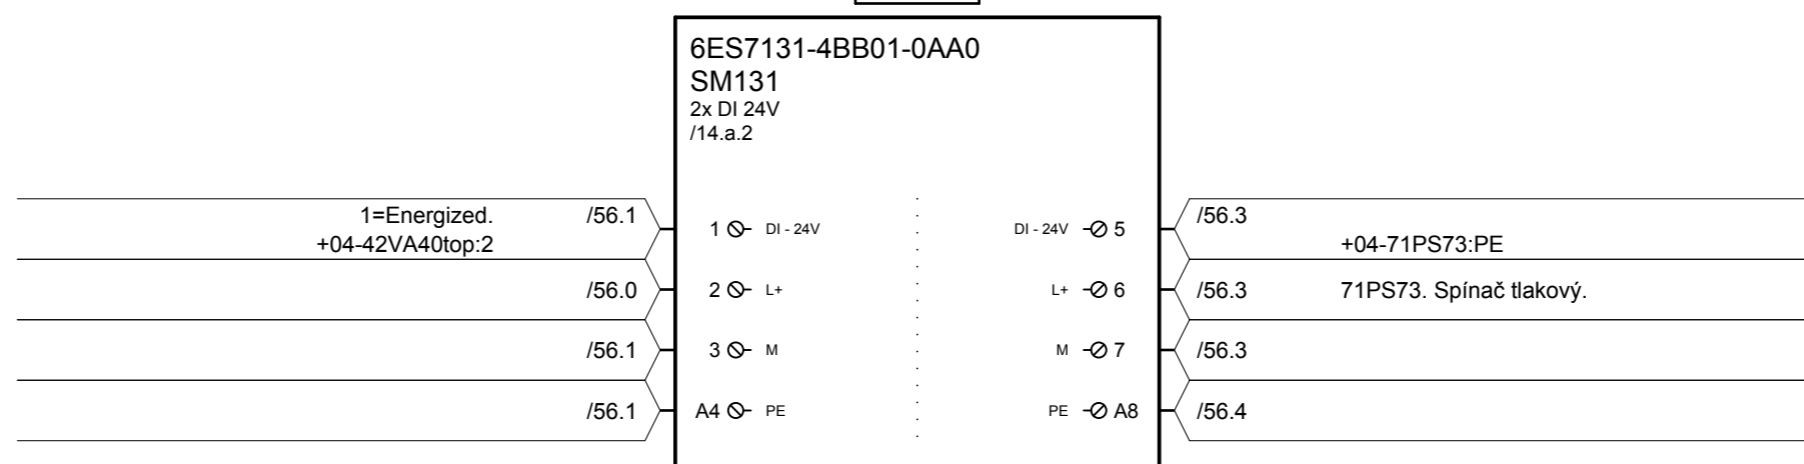 6ES7131-4BB01-0AA0
SM131
2x DI 24V
/14.a.2
1=Energized. /56.1 1 DI - 24V DI - 24V 5 /56.3
+04-42VA40top:2 +04-71PS73:PE
/56.0 2 L+ L+ 6 /56.3 71PS73. Spínač tlakový.
/56.1 3 M M 7 /56.3
/56.1 A4 PE PE A8 /56.4